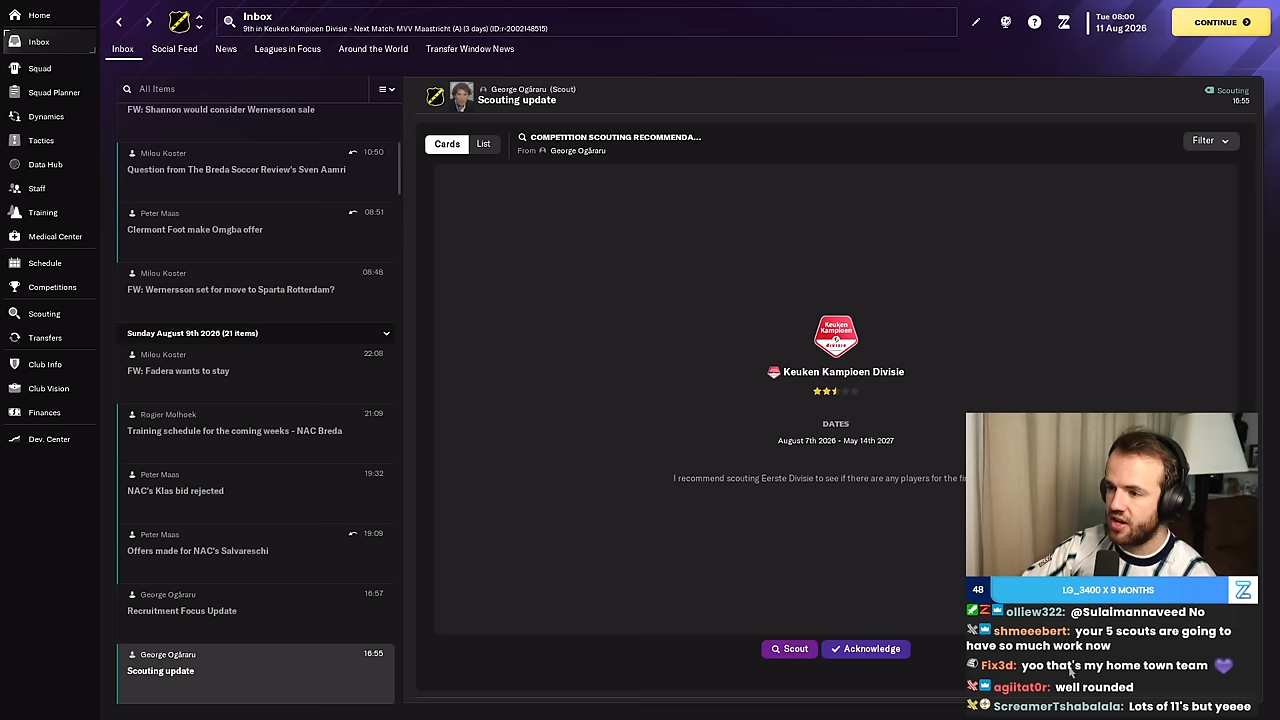 Home
Inbox
Squad
Squad Planner
Dynamics
Tactics
Data Hub
Staff
Training
Medical Center
Schedule
Competitions
Scouting
Transfers
Club Info
Club Vision
Finances
Dev. Center
Inbox
9th in Keuken Kampioen Divisie - Next Match: MVV Maastricht (A) (3 days) (ID:r-2002148515)
Tue 08:00
11 Aug 2026
CONTINUE
Inbox
Social Feed
News
Leagues in Focus
Around the World
Transfer Window News
All Items
FW: Shannon would consider Wernersson sale
Milou Koster 10:50
Question from The Breda Soccer Review's Sven Aamri
Peter Maas 08:51
Clermont Foot make Omgba offer
Milou Koster 08:48
FW: Wernersson set for move to Sparta Rotterdam?
Sunday August 9th 2026 (21 items)
Milou Koster 22:08
FW: Fadera wants to stay
Rogier Molhoek 21:09
Training schedule for the coming weeks - NAC Breda
Peter Maas 19:32
NAC's Klas bid rejected
Peter Maas 19:09
Offers made for NAC's Salvareschi
George Ogăraru 16:57
Recruitment Focus Update
George Ogăraru 16:55
Scouting update
George Ogăraru (Scout)
Scouting update
Scouting
16:55
Cards
List
COMPETITION SCOUTING RECOMMENDA...
From George Ogăraru
Filter
Keuken
Kampioen
divisie
Keuken Kampioen Divisie
DATES
August 7th 2026 - May 14th 2027
I recommend scouting Eerste Divisie to see if there are any players for the fi
Scout
Acknowledge
48
LG_3400 X 9 MONTHS
olliew322: @Sulaimannaveed No
shmeeebert: your 5 scouts are going to
have so much work now
Fix3d: yoo that's my home town team
agiitat0r: well rounded
ScreamerTshabalala: Lots of 11's but yeeee